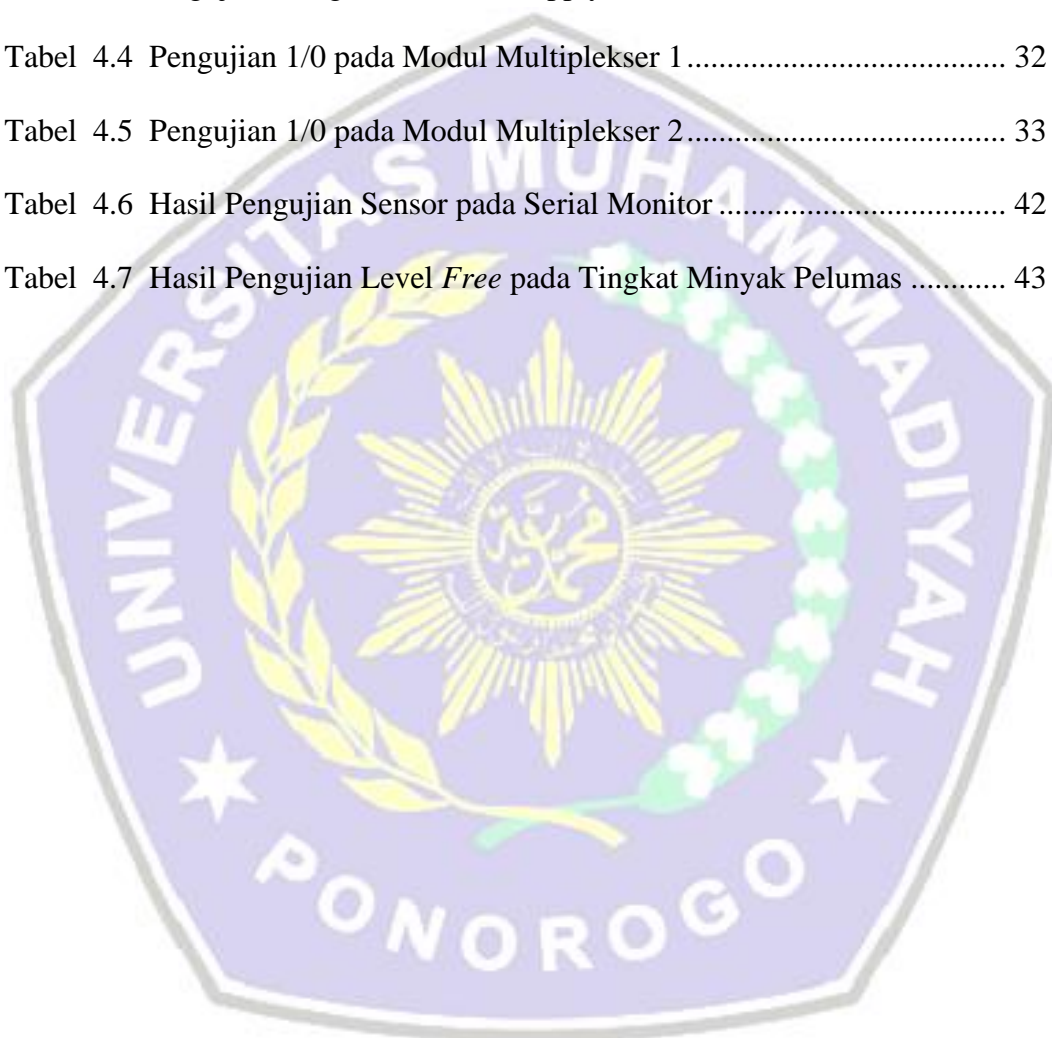 Tabel 4.4 Pengujian 1/0 pada Modul Multiplekser 1 ..................................... 32
Tabel 4.5 Pengujian 1/0 pada Modul Multiplekser 2 ..................................... 33
Tabel 4.6 Hasil Pengujian Sensor pada Serial Monitor ................................. 42
Tabel 4.7 Hasil Pengujian Level Free pada Tingkat Minyak Pelumas ............ 43
UNIVERSITAS MUHAMMADIYAH
PONOROGO